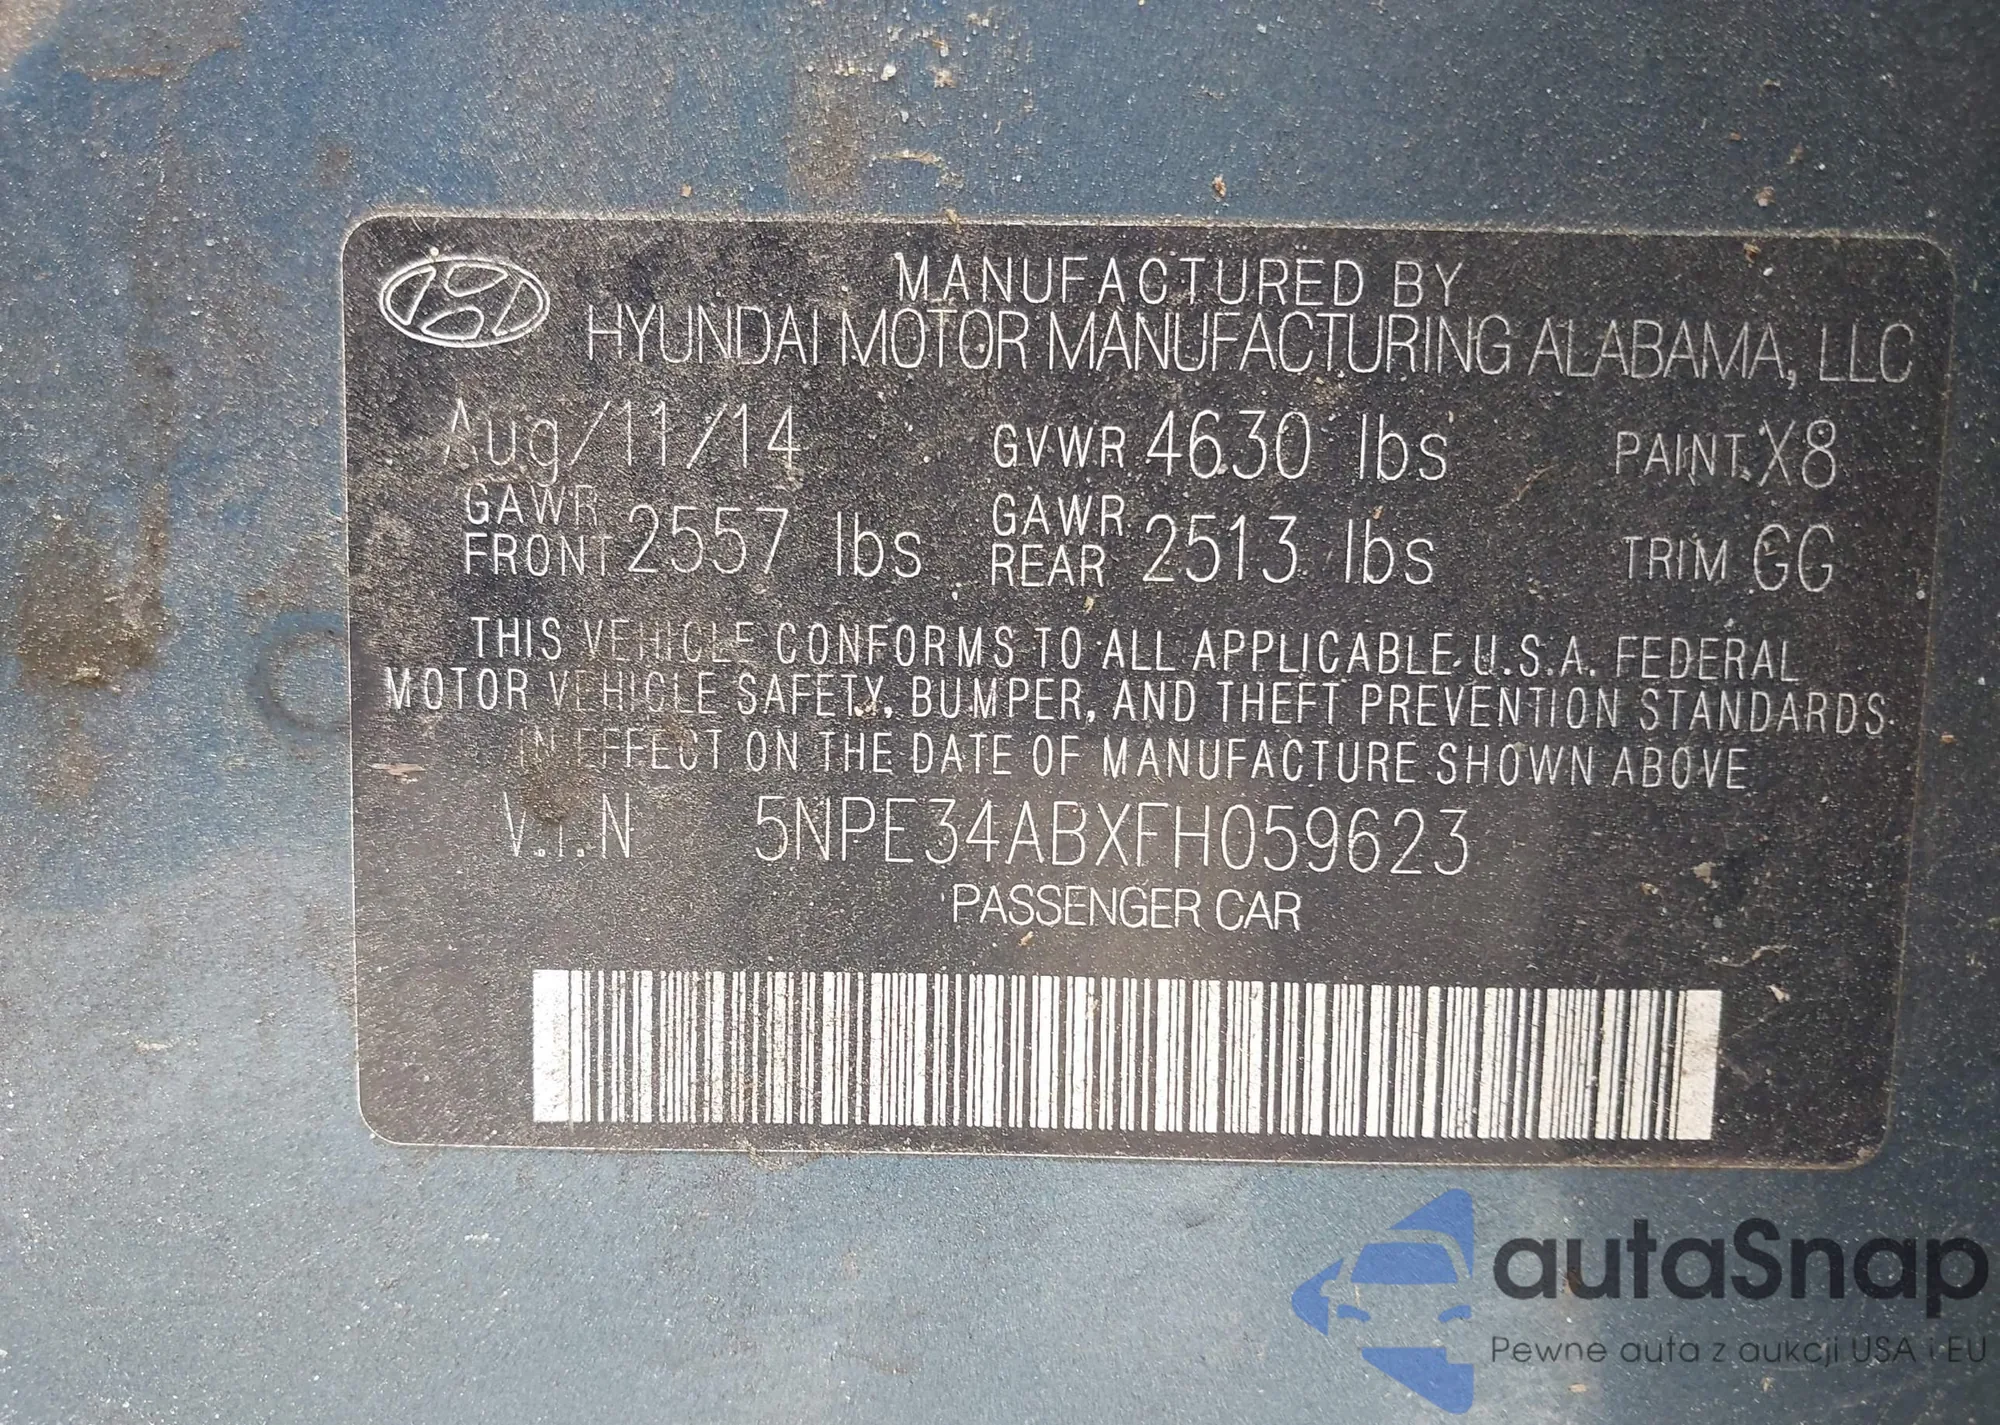 MANUFACTURED BY
HYUNDAI MOTOR MANUFACTURING ALABAMA, LLC
Aug/11/14 GVWR 4630 lbs PAINT X8
GAWR FRONT 2557 lbs GAWR REAR 2513 lbs TRIM GG
THIS VEHICLE CONFORMS TO ALL APPLICABLE U.S.A. FEDERAL
MOTOR VEHICLE SAFETY, BUMPER, AND THEFT PREVENTION STANDARDS
IN EFFECT ON THE DATE OF MANUFACTURE SHOWN ABOVE
V.I.N 5NPE34ABXFH059623
PASSENGER CAR
autaSnap
Pewne auta z aukcji USA i EU